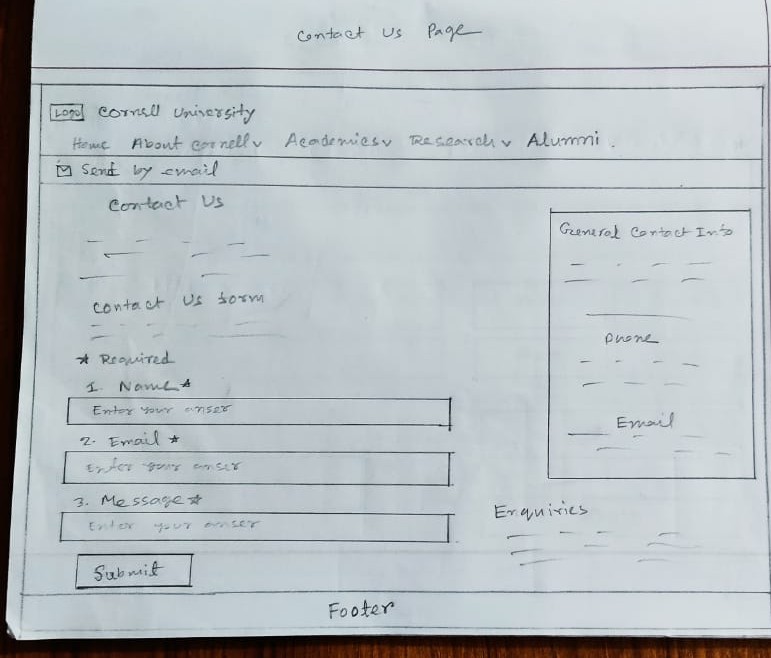 Contact Us Page
Logo Cornell University
Home About Cornell v Academics v Research v Alumni .
Send by email
Contact Us
Contact Us form
* Required
1. Name *
Enter your anser
2. Email *
Enter your anser
3. Message *
Enter your anser
Submit
General Contact Info
Phone
Email
Enquiries
Footer